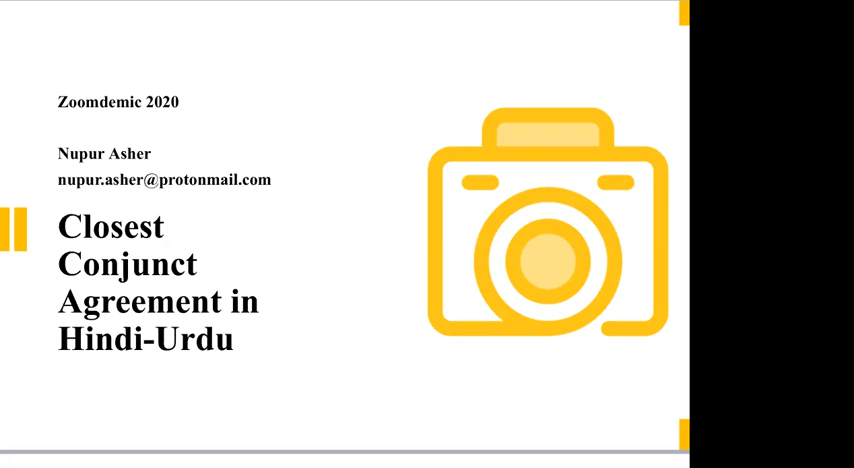 Zoomdemic 2020
Nupur Asher
nupur.asher@protonmail.com
Closest
Conjunct
Agreement in
Hindi-Urdu